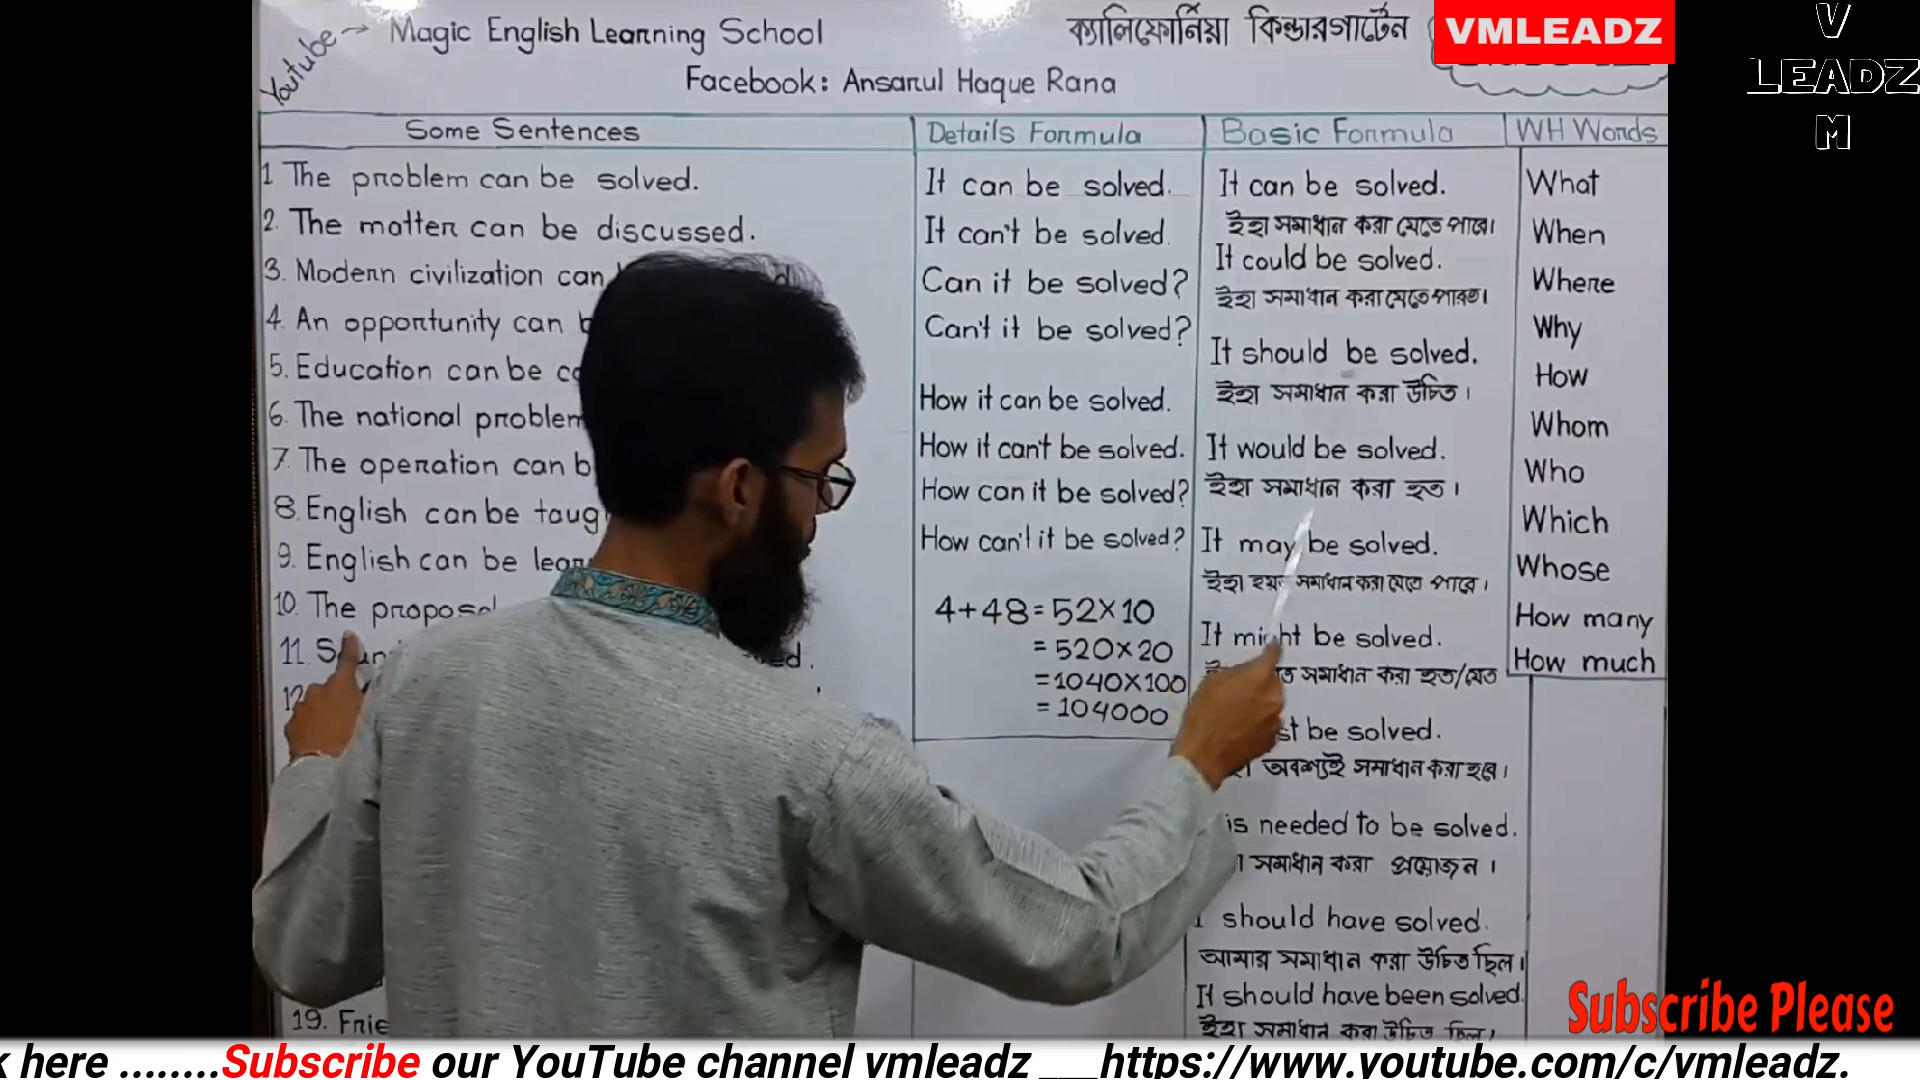 Youtube → Magic English Learning School
ক্যালিফোর্নিয়া কিন্ডারগার্টেন
VMLEADZ
V
LEADZ
M
Facebook: Ansarul Haque Rana
Some Sentences
1 The problem can be solved.
2. The matter can be discussed.
3. Modern civilization can
4. An opportunity can
5. Education can be
6. The national problem
7. The operation can
8. English can be
9. English can be
10. The
11.
19.
Details Formula
It can be solved.
It can't be solved.
Can it be solved?
Can't it be solved?
How it can be solved.
How it can't be solved.
How can it be solved?
How can't it be solved?
4+48=52×10
=520×20
=1040×100
=104000
Basic Formula
It can be solved.
ইহা সমাধান করা যেতে পারে।
It could be solved.
ইহা সমাধান করা যেতে পারত।
It should be solved.
ইহা সমাধান করা উচিত।
It would be solved.
ইহা সমাধান করা হত।
It may be solved.
ইহা হয়ত সমাধান করা যেতে পারে।
It might be solved.
সমাধান করা হত/যেত
be solved.
অবশ্যই সমাধান করা হবে।
is needed to be solved.
সমাধান করা প্রয়োজন।
should have solved.
আমার সমাধান করা উচিত ছিল।
It should have been solved.
ইহা সমাধান করা উচিত ছিল।
WH Words
What
When
Where
Why
How
Whom
Who
Which
Whose
How many
How much
Subscribe Please
here ........Subscribe our YouTube channel vmleadz ___https://www.youtube.com/c/vmleadz.